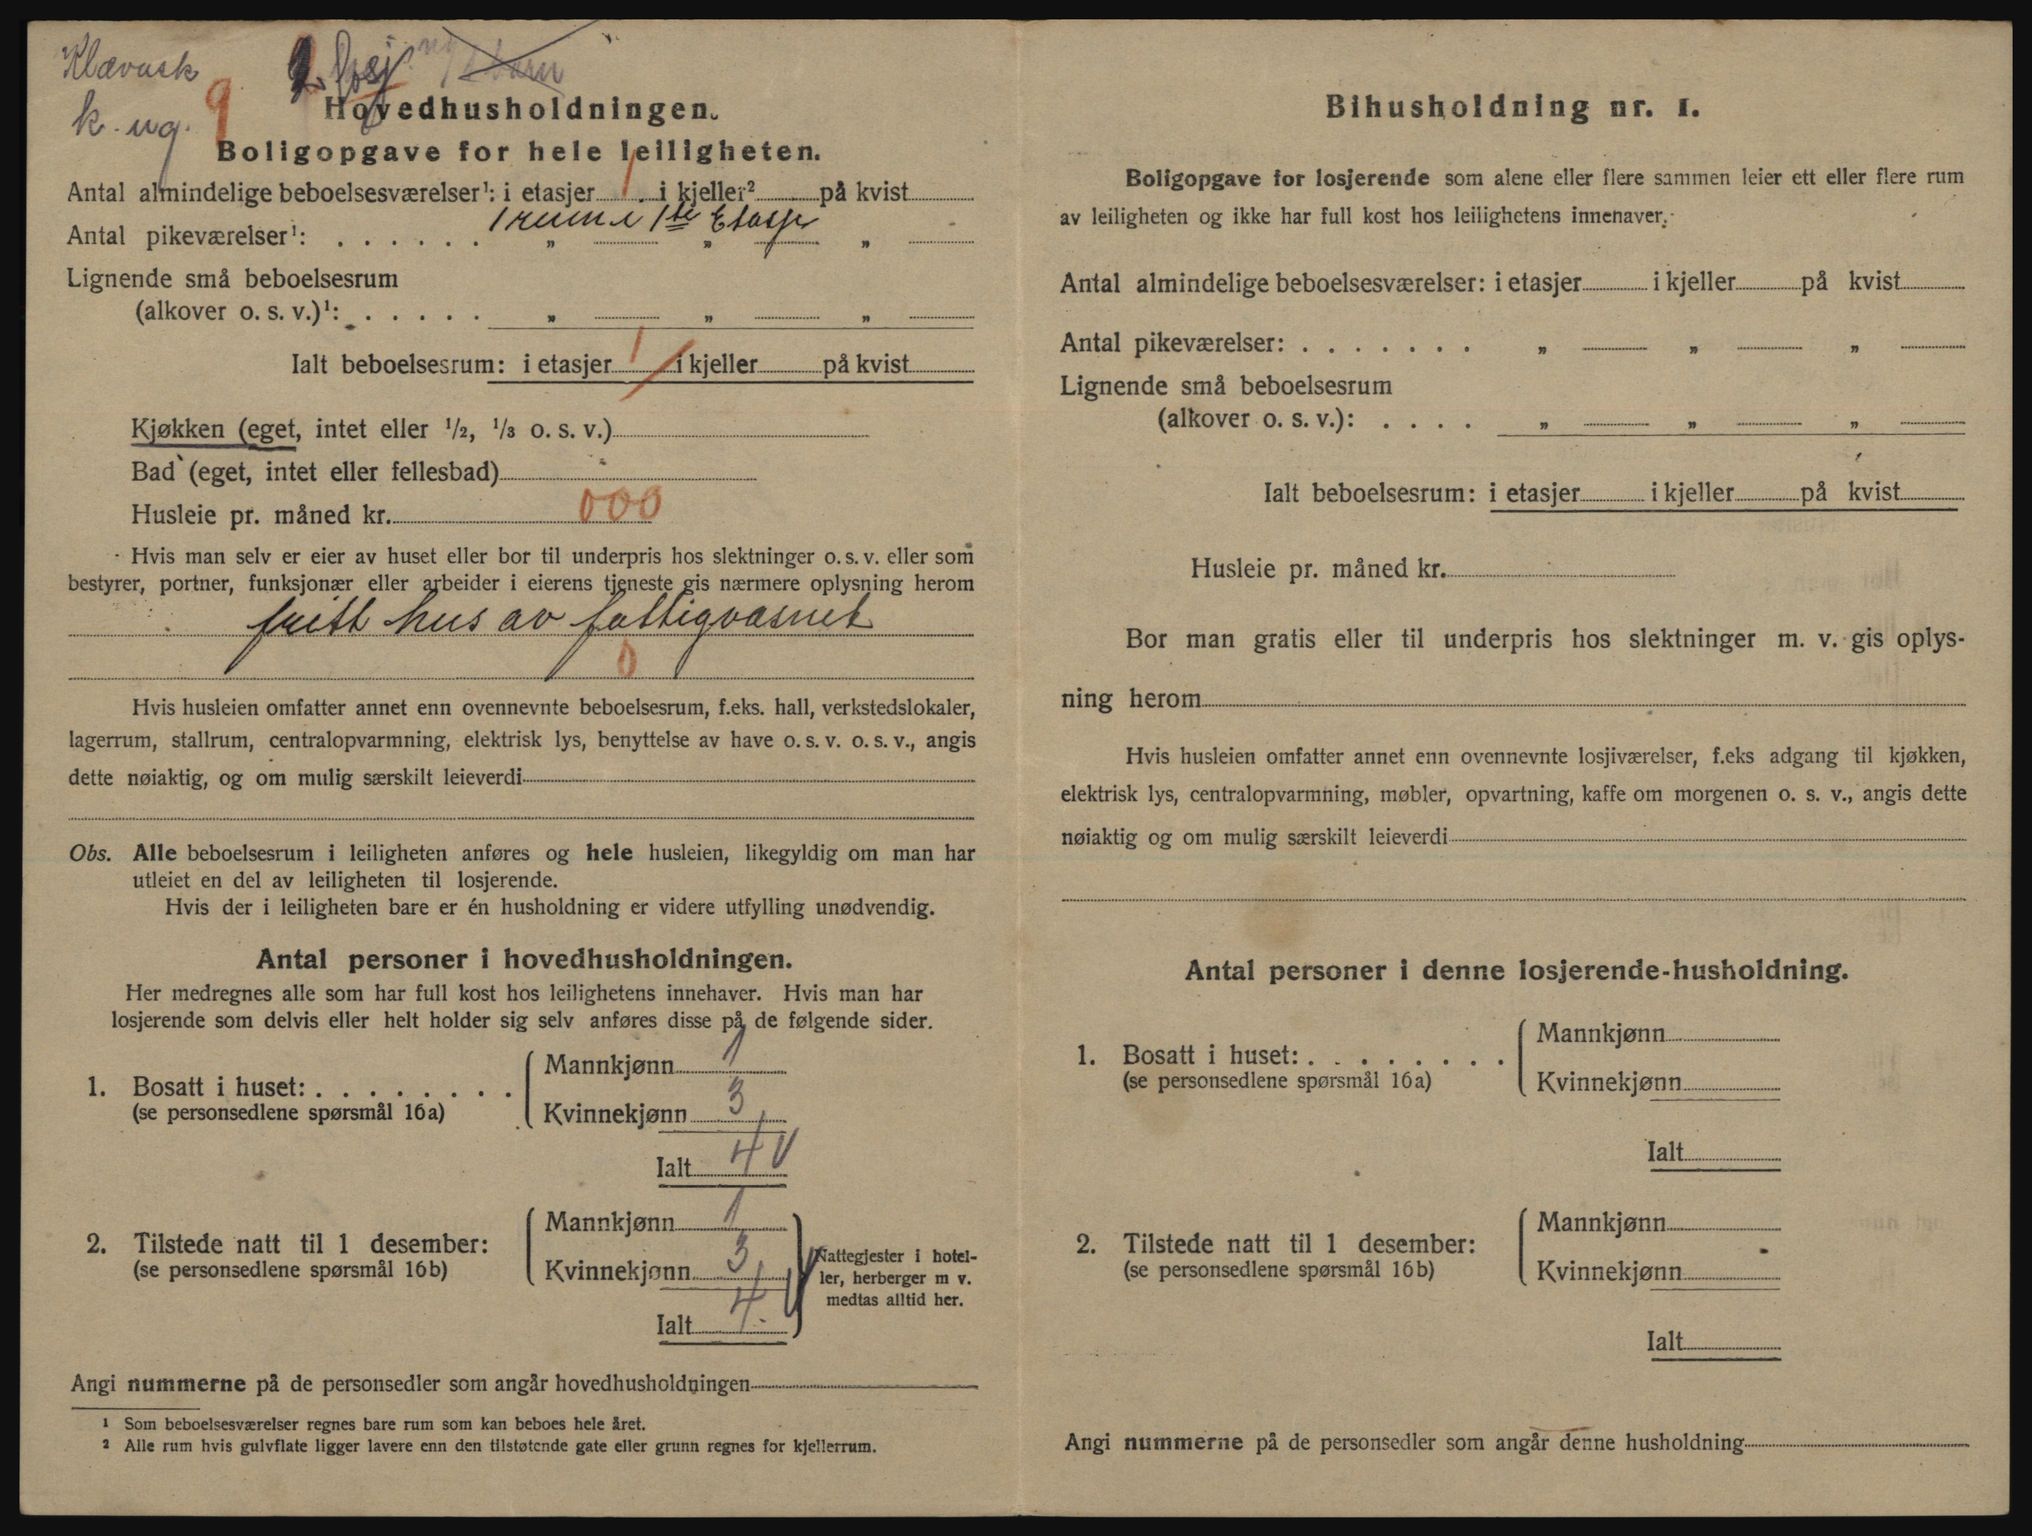 Klævask
k. ug. 9
Hovedhusholdningen.
Boligopgave for hele leiligheten.
Antal almindelige beboelsesværelser¹: i etasjer 1 i kjeller² på kvist
1 rum i 1ste Etasje
Antal pikeværelser¹: . . . . . . „ „ „
Lignende små beboelsesrum
(alkover o. s. v.)¹: . . . . . „ „ „
Ialt beboelsesrum: i etasjer 1 i kjeller på kvist
Kjøkken (eget, intet eller ½, ⅓ o. s. v.)
Bad (eget, intet eller fellesbad)
Husleie pr. måned kr. 000
Hvis man selv er eier av huset eller bor til underpris hos slektninger o. s. v. eller som
bestyrer, portner, funksjonær eller arbeider i eierens tjeneste gis nærmere oplysning herom
fritt hus av fattigvæsnet
0
Hvis husleien omfatter annet enn ovennevnte beboelsesrum, f.eks. hall, verkstedslokaler,
lagerrum, stallrum, centralopvarmning, elektrisk lys, benyttelse av have o. s. v. o. s. v., angis
dette nøiaktig, og om mulig særskilt leieverdi
Obs. Alle beboelsesrum i leiligheten anføres og hele husleien, likegyldig om man har
utleiet en del av leiligheten til losjerende.
Hvis der i leiligheten bare er én husholdning er videre utfylling unødvendig.
Antal personer i hovedhusholdningen.
Her medregnes alle som har full kost hos leilighetens innehaver. Hvis man har
losjerende som delvis eller helt holder sig selv anføres disse på de følgende sider.
Mannkjønn 1
1. Bosatt i huset: . . . . . . . .
(se personsedlene spørsmål 16a) Kvinnekjønn 3
Ialt 4
Mannkjønn 1
2. Tilstede natt til 1 desember:
(se personsedlene spørsmål 16b) Kvinnekjønn 3
Ialt 4
Nattegjester i hotel-
ler, herberger m v.
medtas alltid her.
Angi nummerne på de personsedler som angår hovedhusholdningen
¹ Som beboelsesværelser regnes bare rum som kan beboes hele året.
² Alle rum hvis gulvflate ligger lavere enn den tilstøtende gate eller grunn regnes for kjellerrum.
Bihusholdning nr. 1.
Boligopgave for losjerende som alene eller flere sammen leier ett eller flere rum
av leiligheten og ikke har full kost hos leilighetens innehaver.
Antal almindelige beboelsesværelser: i etasjer i kjeller på kvist
Antal pikeværelser: . . . . . . . „ „ „
Lignende små beboelsesrum
(alkover o. s. v.): . . . . „ „ „
Ialt beboelsesrum: i etasjer i kjeller på kvist
Husleie pr. måned kr.
Bor man gratis eller til underpris hos slektninger m. v. gis oplys-
ning herom
Hvis husleien omfatter annet enn ovennevnte losjiværelser, f.eks adgang til kjøkken,
elektrisk lys, centralopvarmning, møbler, opvartning, kaffe om morgenen o. s. v., angis dette
nøiaktig og om mulig særskilt leieverdi
Antal personer i denne losjerende-husholdning.
Mannkjønn
1. Bosatt i huset: . . . . . . . .
(se personsedlene spørsmål 16a) Kvinnekjønn
Ialt
Mannkjønn
2. Tilstede natt til 1 desember:
(se personsedlene spørsmål 16b) Kvinnekjønn
Ialt
Angi nummerne på de personsedler som angår denne husholdning